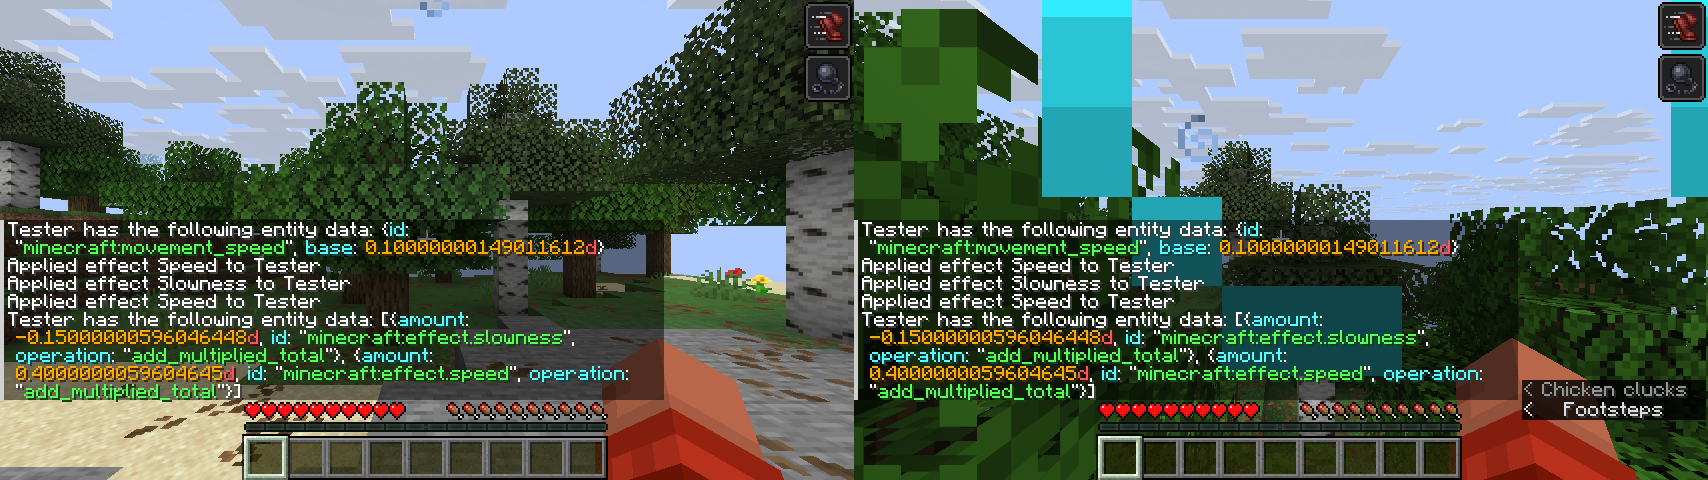 Tester has the following entity data: {id:
"minecraft:movement_speed", base: 0.10000000149011612d}
Applied effect Speed to Tester
Applied effect Slowness to Tester
Applied effect Speed to Tester
Tester has the following entity data: [{amount:
-0.15000000596046448d, id: "minecraft:effect.slowness",
operation: "add_multiplied_total"}, {amount:
0.4000000059604645d, id: "minecraft:effect.speed", operation:
"add_multiplied_total"}]
Tester has the following entity data: {id:
"minecraft:movement_speed", base: 0.10000000149011612d}
Applied effect Speed to Tester
Applied effect Slowness to Tester
Applied effect Speed to Tester
Tester has the following entity data: [{amount:
-0.15000000596046448d, id: "minecraft:effect.slowness",
operation: "add_multiplied_total"}, {amount:
0.4000000059604645d, id: "minecraft:effect.speed", operation:
"add_multiplied_total"}]
< Chicken clucks
< Footsteps